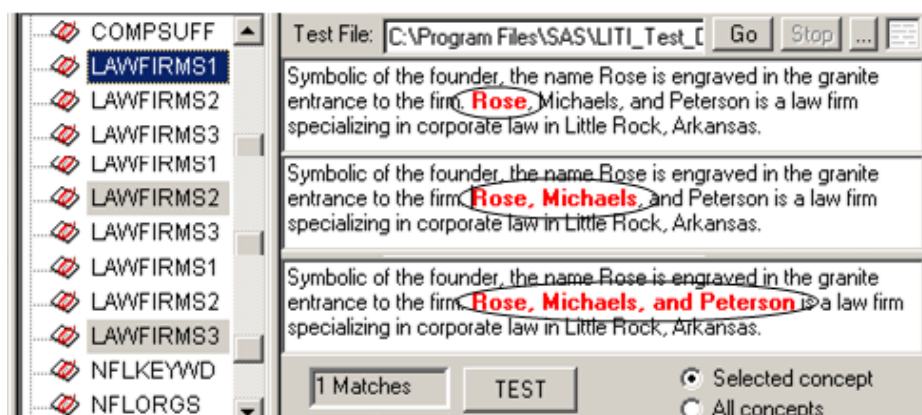 COMPSUFF
LAWFIRMS1
LAWFIRMS2
LAWFIRMS3
LAWFIRMS1
LAWFIRMS2
LAWFIRMS3
LAWFIRMS1
LAWFIRMS2
LAWFIRMS3
NFLKEYWD
NFLORGS
Test File: C:\Program Files\SAS\LITI_Test_D Go Stop ...
Symbolic of the founder, the name Rose is engraved in the granite
entrance to the firm. Rose, Michaels, and Peterson is a law firm
specializing in corporate law in Little Rock, Arkansas.
Symbolic of the founder, the name Rose is engraved in the granite
entrance to the firm. Rose, Michaels, and Peterson is a law firm
specializing in corporate law in Little Rock, Arkansas.
Symbolic of the founder, the name Rose is engraved in the granite
entrance to the firm. Rose, Michaels, and Peterson is a law firm
specializing in corporate law in Little Rock, Arkansas.
1 Matches TEST Selected concept
All concepts